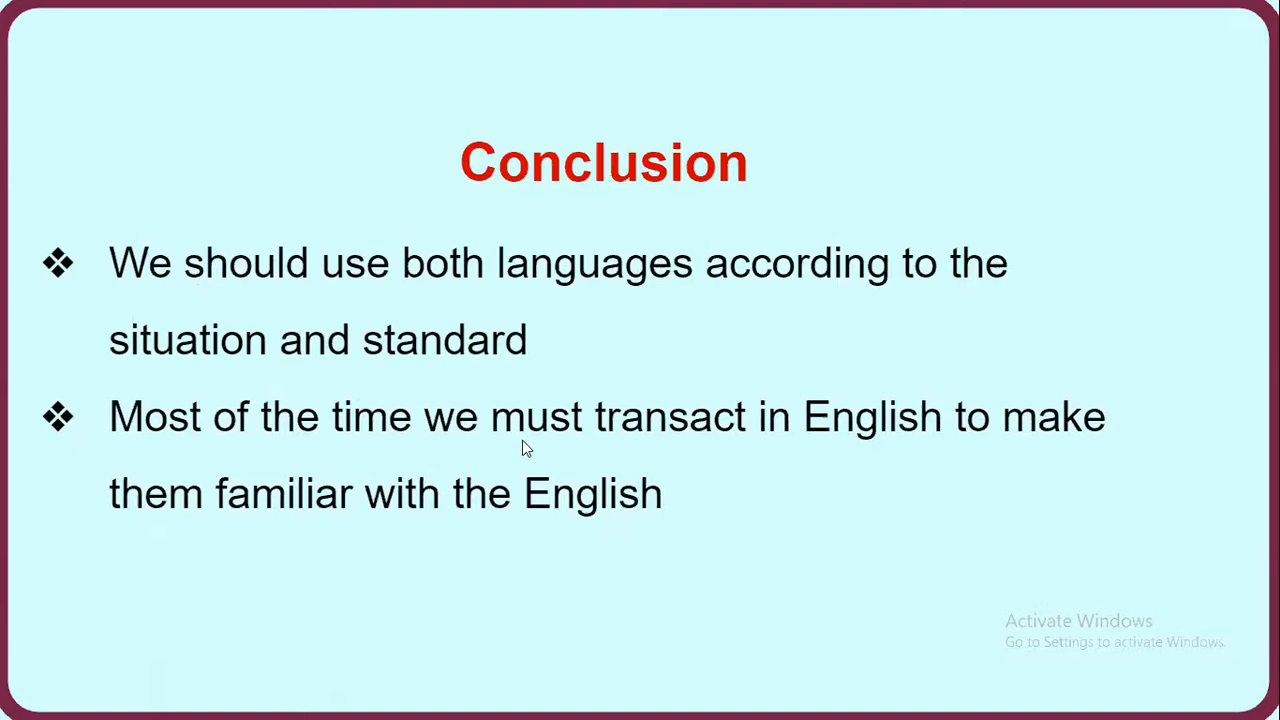 Conclusion
❖ We should use both languages according to the
situation and standard
❖ Most of the time we must transact in English to make
them familiar with the English
Activate Windows
Go to Settings to activate Windows.